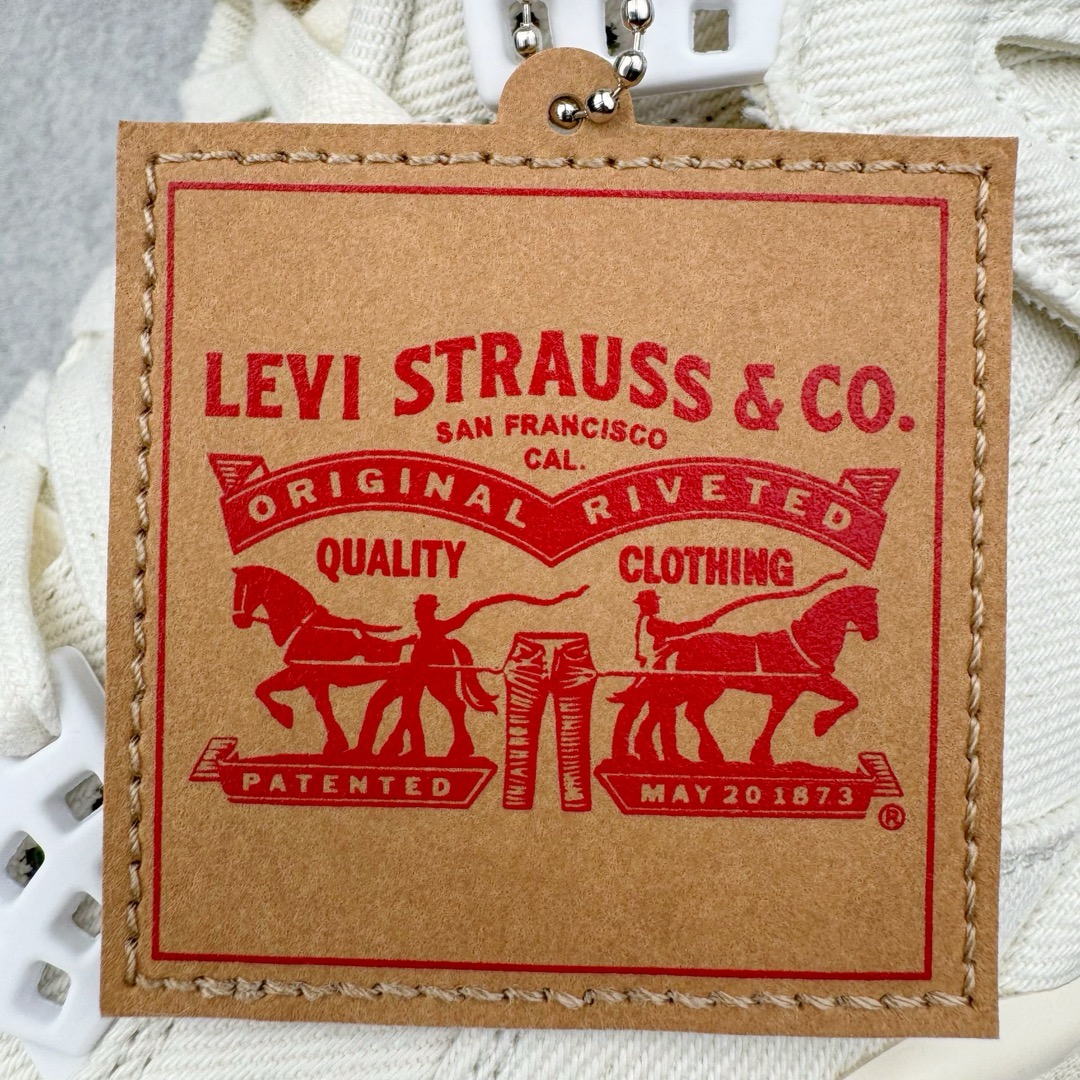 LEVI STRAUSS & CO.
SAN FRANCISCO
CAL.
ORIGINAL RIVETED
QUALITY CLOTHING
PATENTED MAY 20 1873
®